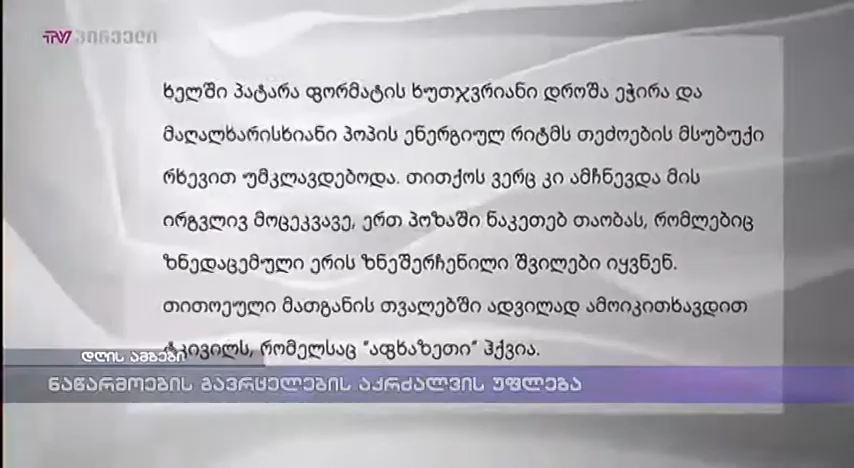 TV7 პირველი
ხელში პატარა ფორმატის ხუთჯვრიანი დროშა ეჭირა და
მაღალხარისხიანი პოპის ენერგიულ რიტმს თეძოების მსუბუქი
რხევით უმკლავდებოდა. თითქოს ვერც კი ამჩნევდა მის
ირგვლივ მოცეკვავე, ერთ პოზაში ნაკეთებ თაობას, რომლებიც
ზნედაცემული ერის ზნეშერჩენილი შვილები იყვნენ.
თითოეული მათგანის თვალებში ადვილად ამოიკითხავდით
ტკივილს, რომელსაც "აფხაზეთი" ჰქვია.
დღის ამბები
ნაწარმოების გავრცელების აკრძალვის უფლება